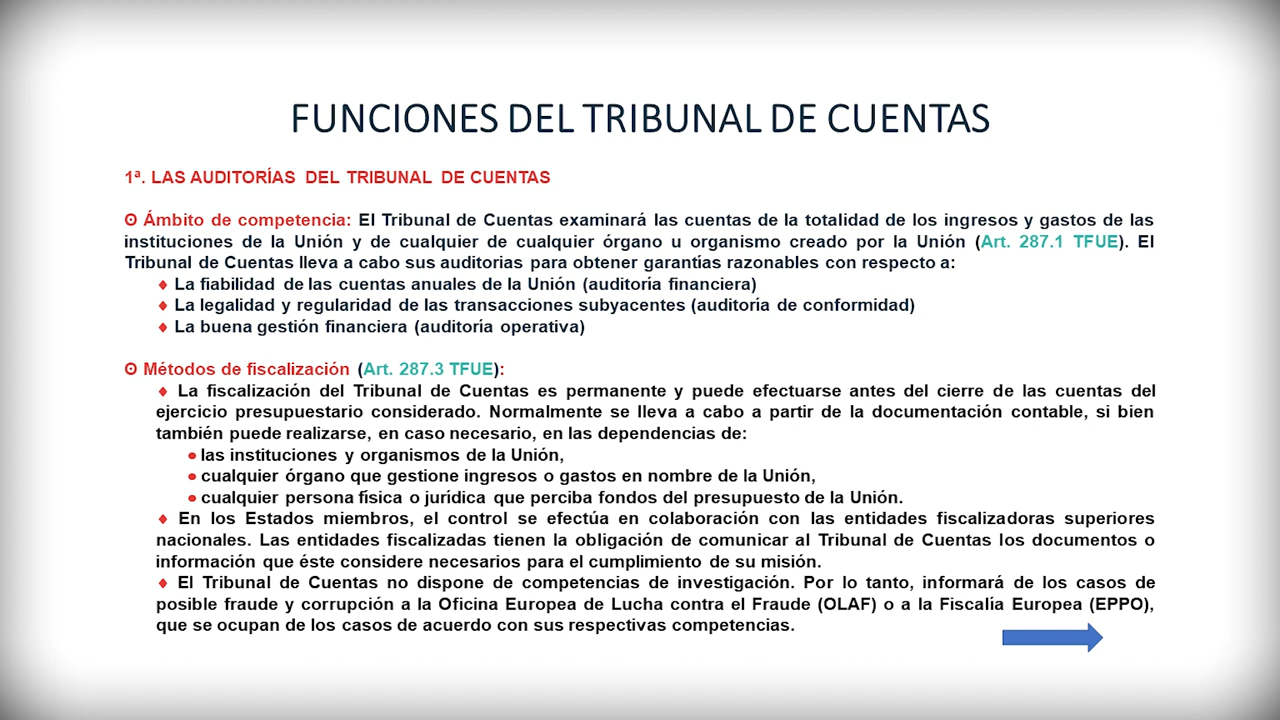 FUNCIONES DEL TRIBUNAL DE CUENTAS
1ª. LAS AUDITORÍAS DEL TRIBUNAL DE CUENTAS
ʘ Ámbito de competencia: El Tribunal de Cuentas examinará las cuentas de la totalidad de los ingresos y gastos de las
instituciones de la Unión y de cualquier de cualquier órgano u organismo creado por la Unión (Art. 287.1 TFUE). El
Tribunal de Cuentas lleva a cabo sus auditorias para obtener garantías razonables con respecto a:
♦ La fiabilidad de las cuentas anuales de la Unión (auditoría financiera)
♦ La legalidad y regularidad de las transacciones subyacentes (auditoría de conformidad)
♦ La buena gestión financiera (auditoría operativa)
ʘ Métodos de fiscalización (Art. 287.3 TFUE):
♦ La fiscalización del Tribunal de Cuentas es permanente y puede efectuarse antes del cierre de las cuentas del
ejercicio presupuestario considerado. Normalmente se lleva a cabo a partir de la documentación contable, si bien
también puede realizarse, en caso necesario, en las dependencias de:
• las instituciones y organismos de la Unión,
• cualquier órgano que gestione ingresos o gastos en nombre de la Unión,
• cualquier persona física o jurídica que perciba fondos del presupuesto de la Unión.
♦ En los Estados miembros, el control se efectúa en colaboración con las entidades fiscalizadoras superiores
nacionales. Las entidades fiscalizadas tienen la obligación de comunicar al Tribunal de Cuentas los documentos o
información que éste considere necesarios para el cumplimiento de su misión.
♦ El Tribunal de Cuentas no dispone de competencias de investigación. Por lo tanto, informará de los casos de
posible fraude y corrupción a la Oficina Europea de Lucha contra el Fraude (OLAF) o a la Fiscalía Europea (EPPO),
que se ocupan de los casos de acuerdo con sus respectivas competencias.